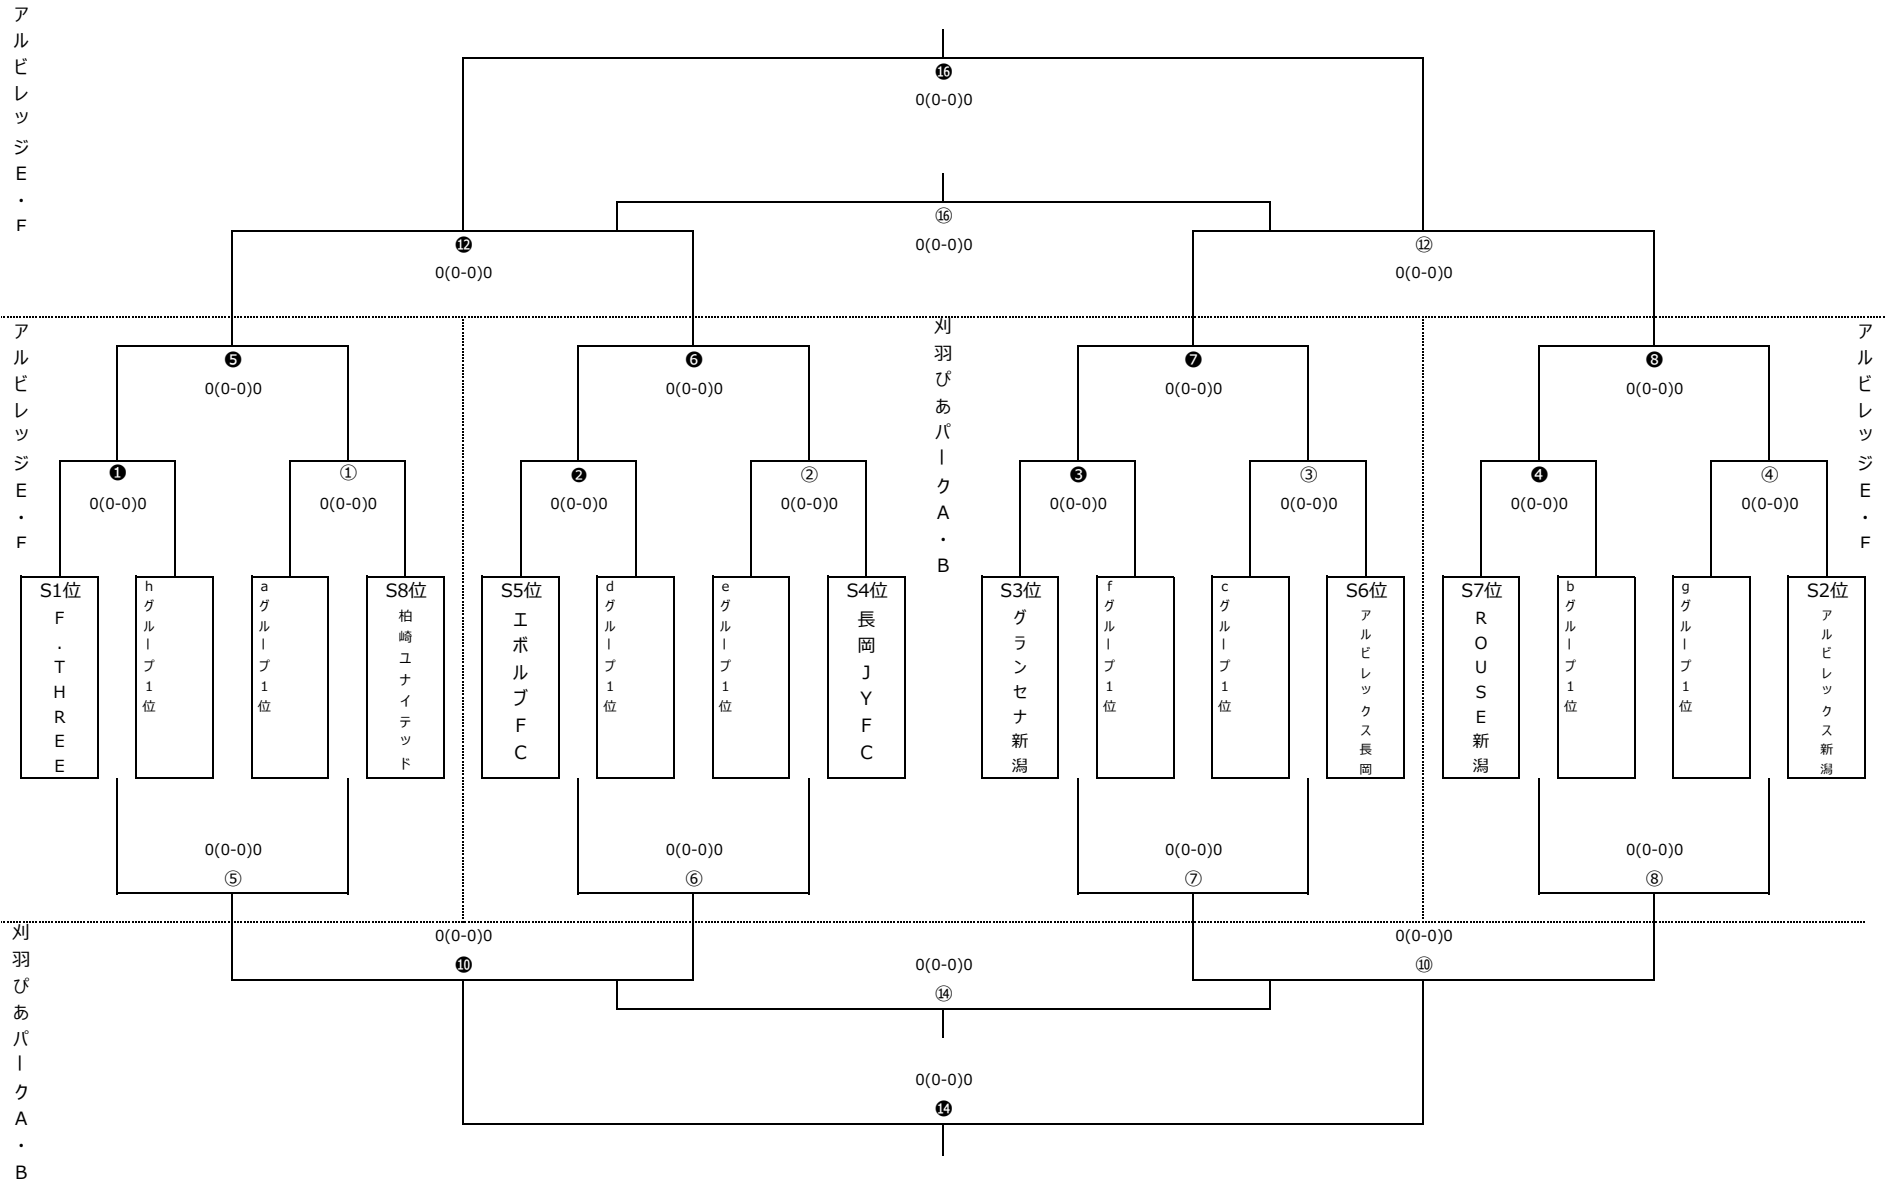 アルビレッジE・F
⓰
0(0-0)0
⑯
0(0-0)0
⓬
0(0-0)0
⑫
0(0-0)0
アルビレッジE・F
刈羽ぴあパークA・B
アルビレッジE・F
❺
0(0-0)0
❻
0(0-0)0
❼
0(0-0)0
❽
0(0-0)0
❶
0(0-0)0
①
0(0-0)0
❷
0(0-0)0
②
0(0-0)0
❸
0(0-0)0
③
0(0-0)0
❹
0(0-0)0
④
0(0-0)0
S1位
F.THREE
hグループ1位
aグループ1位
S8位
柏崎ユナイテッド
S5位
エボルブFC
dグループ1位
eグループ1位
S4位
長岡JYFC
S3位
グランセナ新潟
fグループ1位
cグループ1位
S6位
アルビレックス長岡
S7位
ROUSE新潟
bグループ1位
gグループ1位
S2位
アルビレックス新潟
0(0-0)0
⑤
0(0-0)0
⑥
0(0-0)0
⑦
0(0-0)0
⑧
刈羽ぴあパークA・B
0(0-0)0
❿
0(0-0)0
⑩
0(0-0)0
⑭
0(0-0)0
⓮